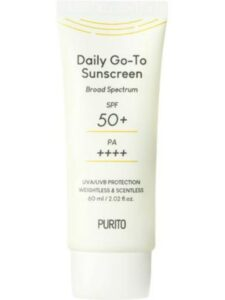 Daily Go-To
Sunscreen
Broad Spectrum
SPF
50+
PA
++++
UVA/UVB PROTECTION
WEIGHTLESS & SCENTLESS
60 ml / 2.02 fl. oz.
PURITO